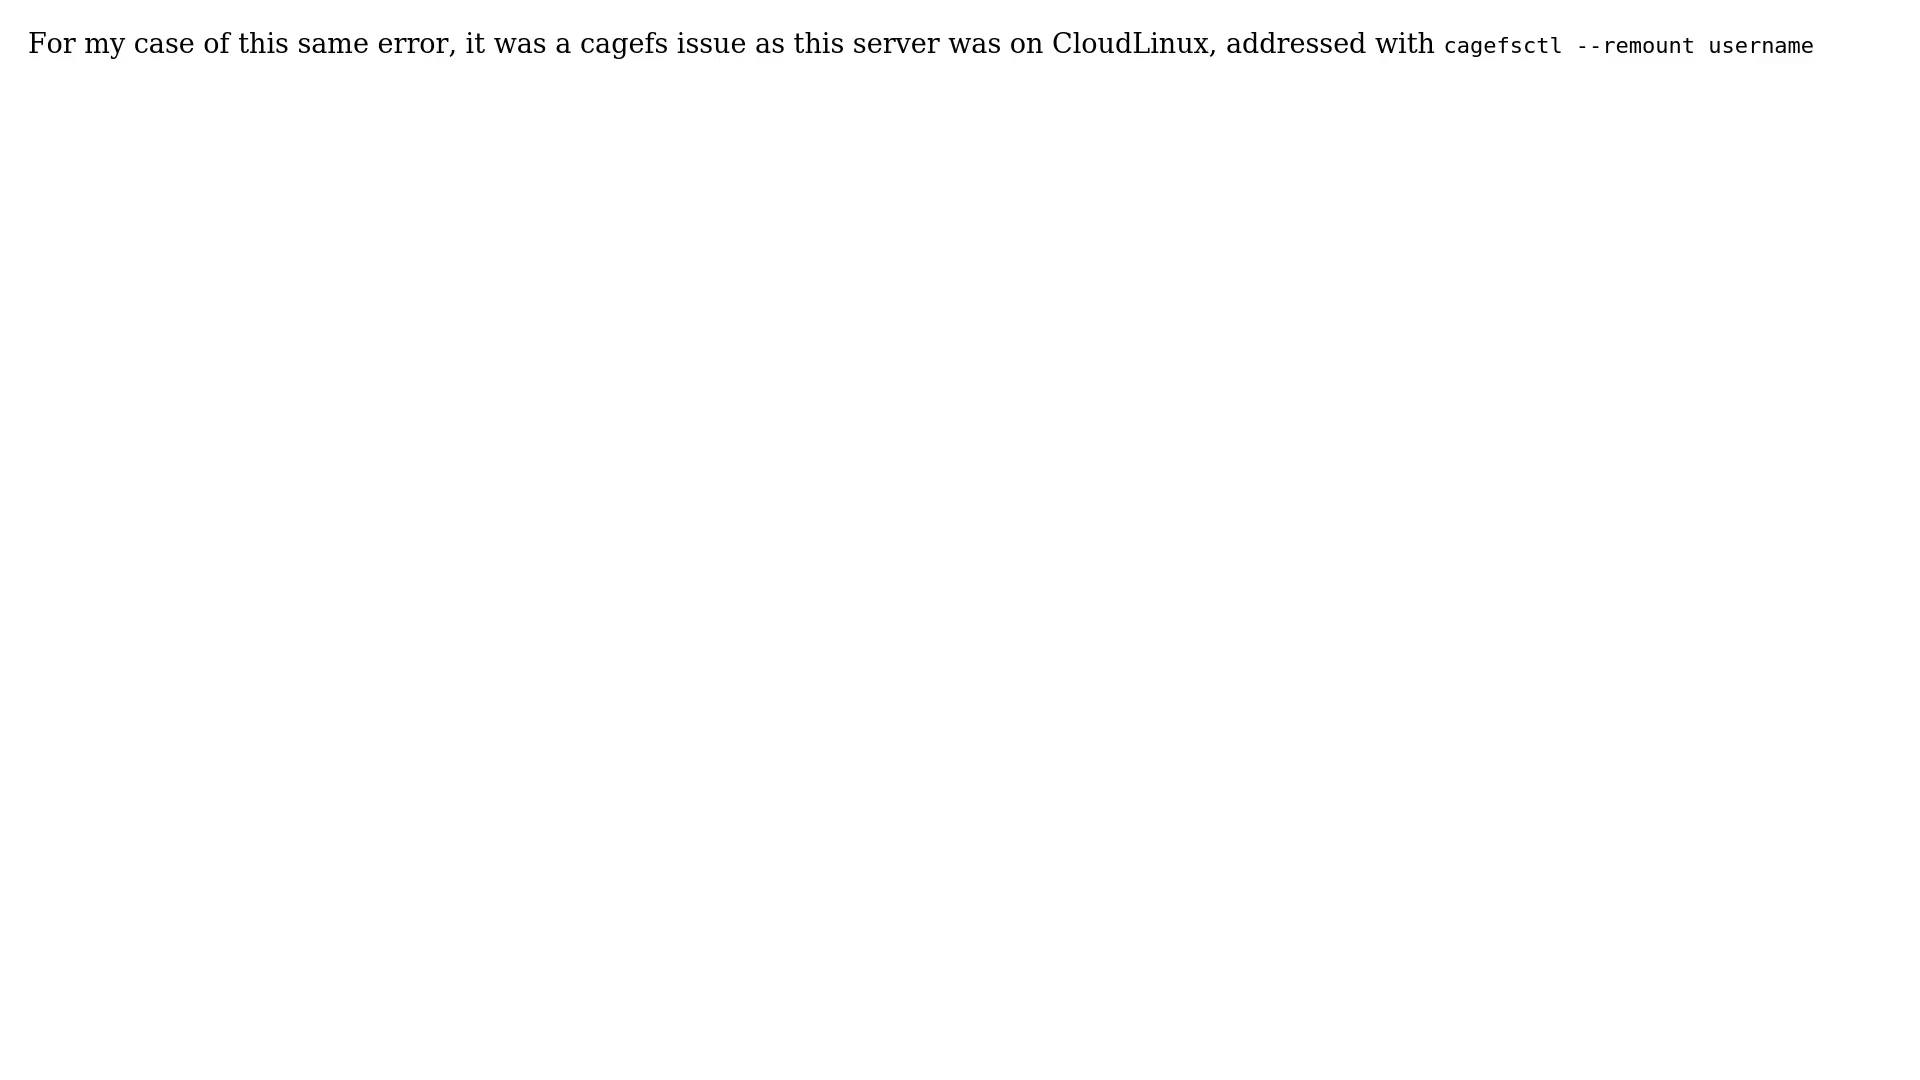 For my case of this same error, it was a cagefs issue as this server was on CloudLinux, addressed with cagefsctl --remount username